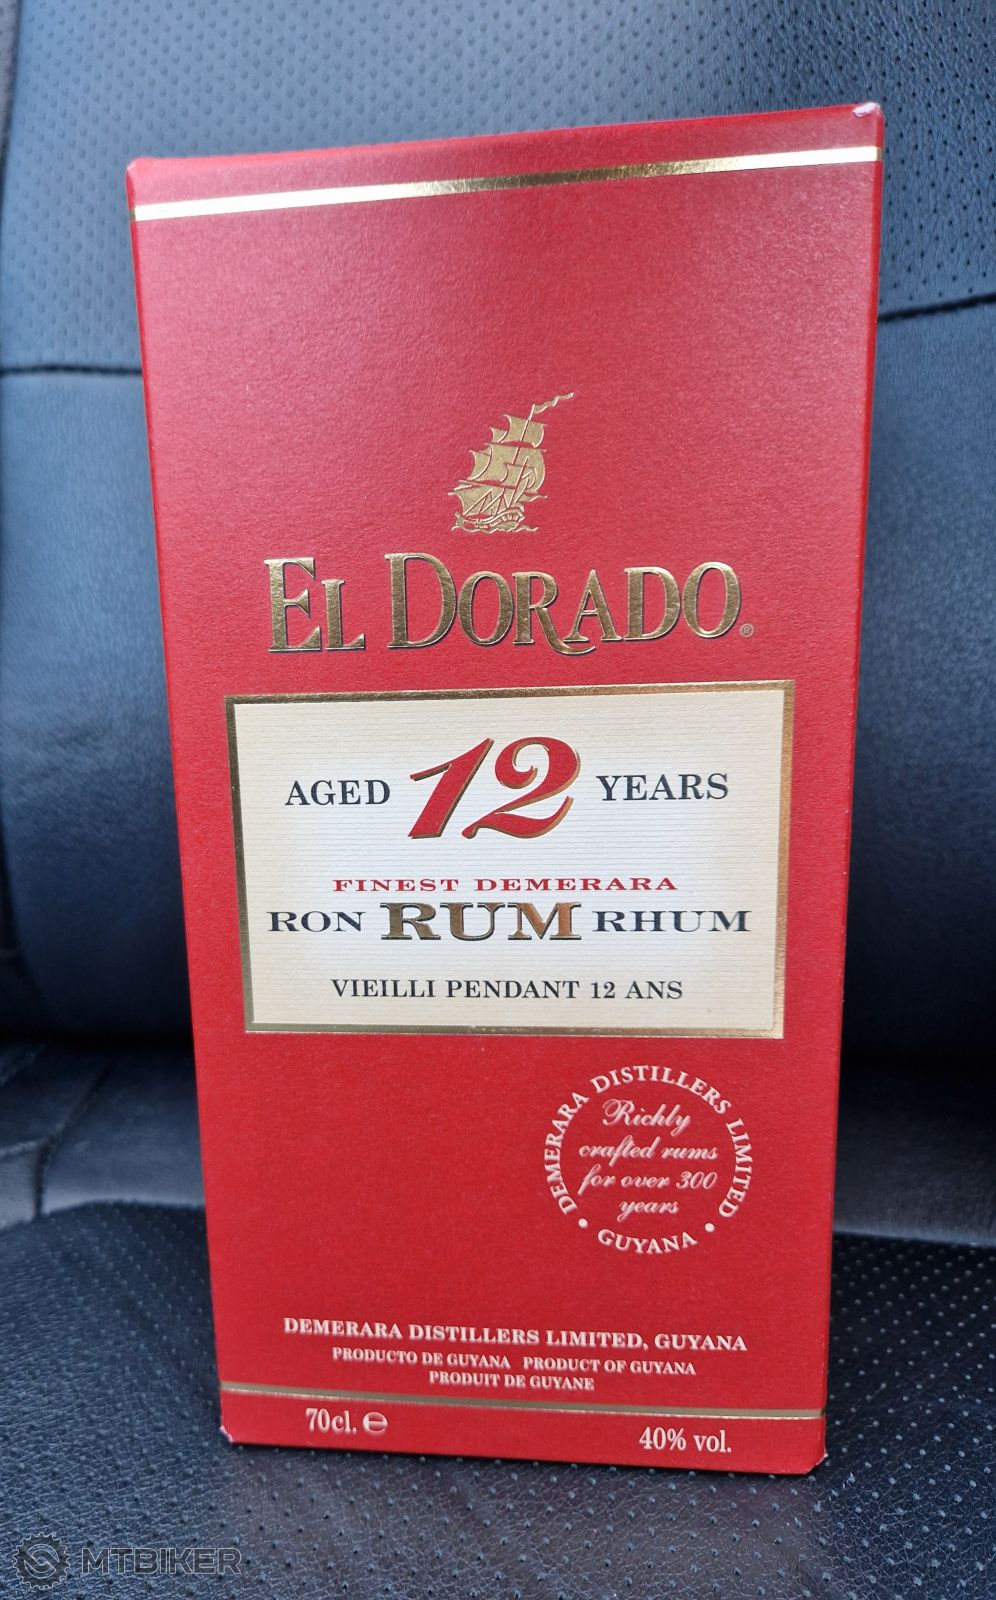 EL DORADO®
AGED 12 YEARS
FINEST DEMERARA
RON RUM RHUM
VIEILLI PENDANT 12 ANS
• DEMERARA DISTILLERS LIMITED •
Richly
crafted rums
for over 300
years
GUYANA
DEMERARA DISTILLERS LIMITED, GUYANA
PRODUCTO DE GUYANA PRODUCT OF GUYANA
PRODUIT DE GUYANE
70cl. ℮
40% vol.
MTBIKER